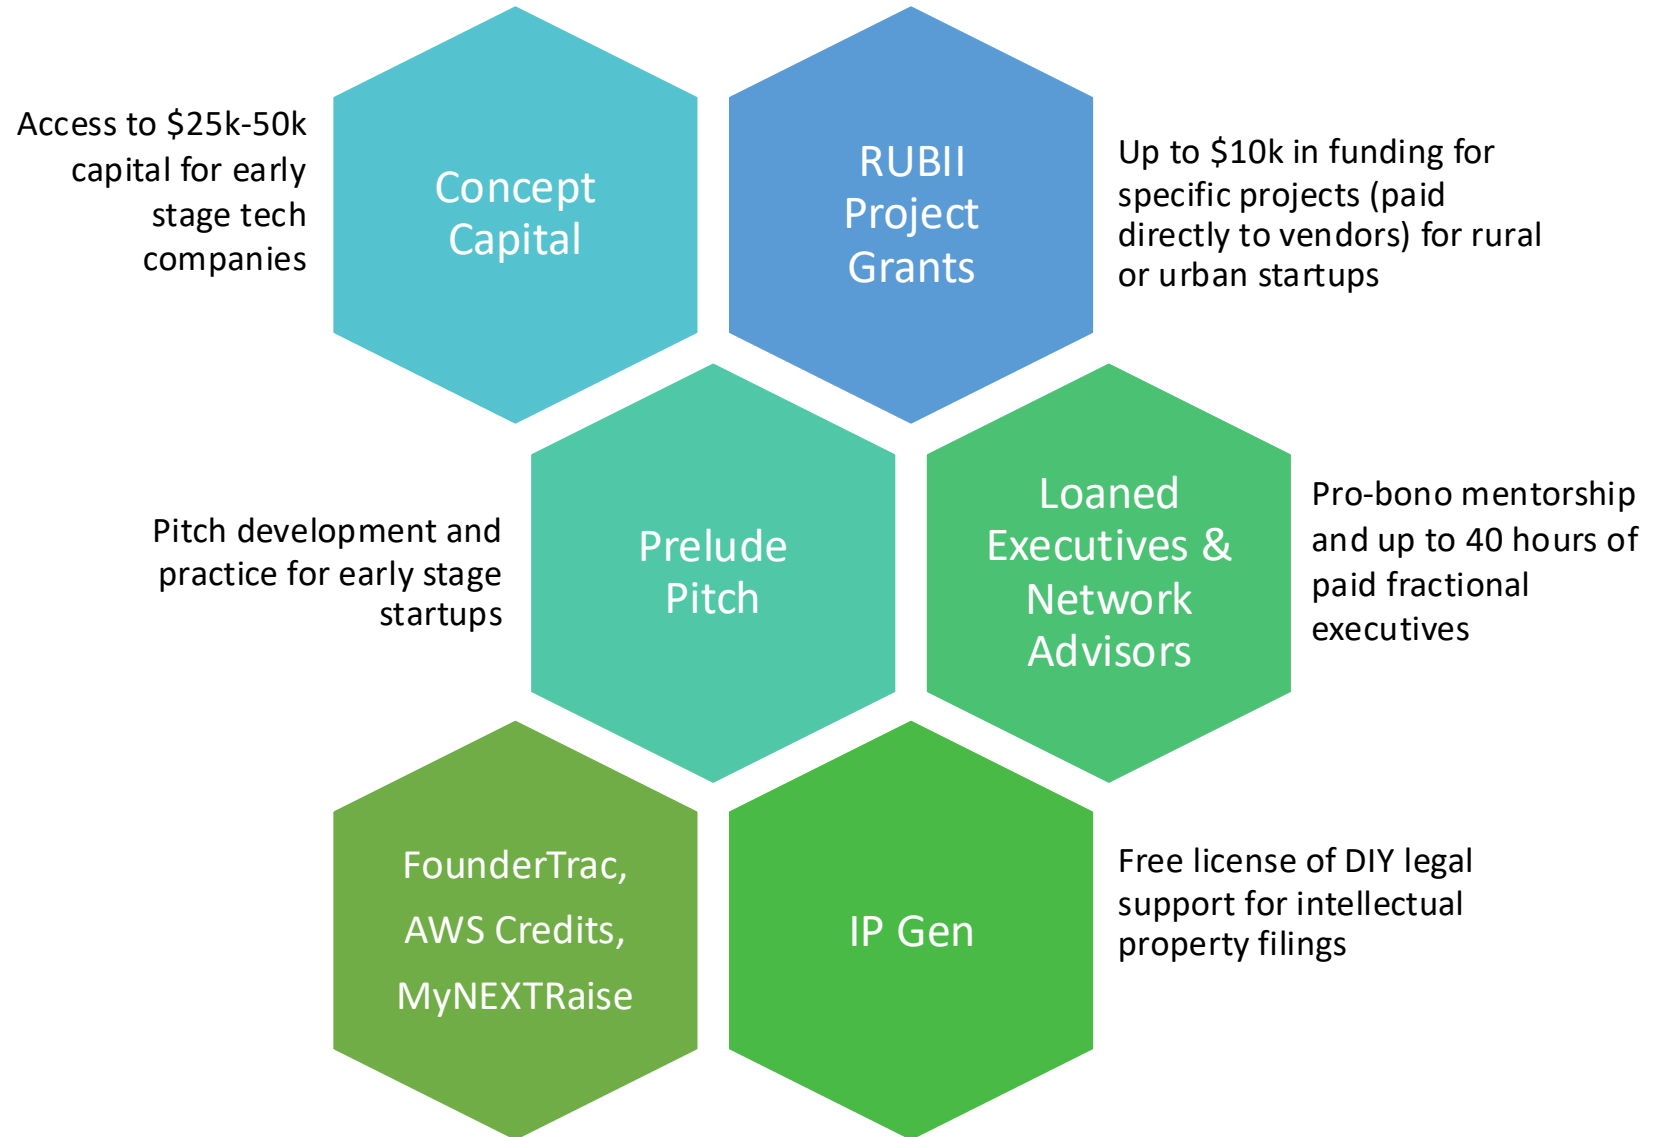 Access to $25k-50k
capital for early
stage tech
companies
Concept
Capital
RUBII
Project
Grants
Up to $10k in funding for
specific projects (paid
directly to vendors) for rural
or urban startups
Pitch development and
practice for early stage
startups
Prelude
Pitch
Loaned
Executives &
Network
Advisors
Pro-bono mentorship
and up to 40 hours of
paid fractional
executives
FounderTrac,
AWS Credits,
MyNEXTRaise
IP Gen
Free license of DIY legal
support for intellectual
property filings